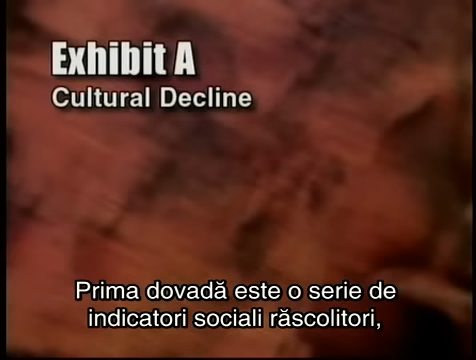 Exhibit A
Cultural Decline
Prima dovadă este o serie de
indicatori sociali răscolitori,